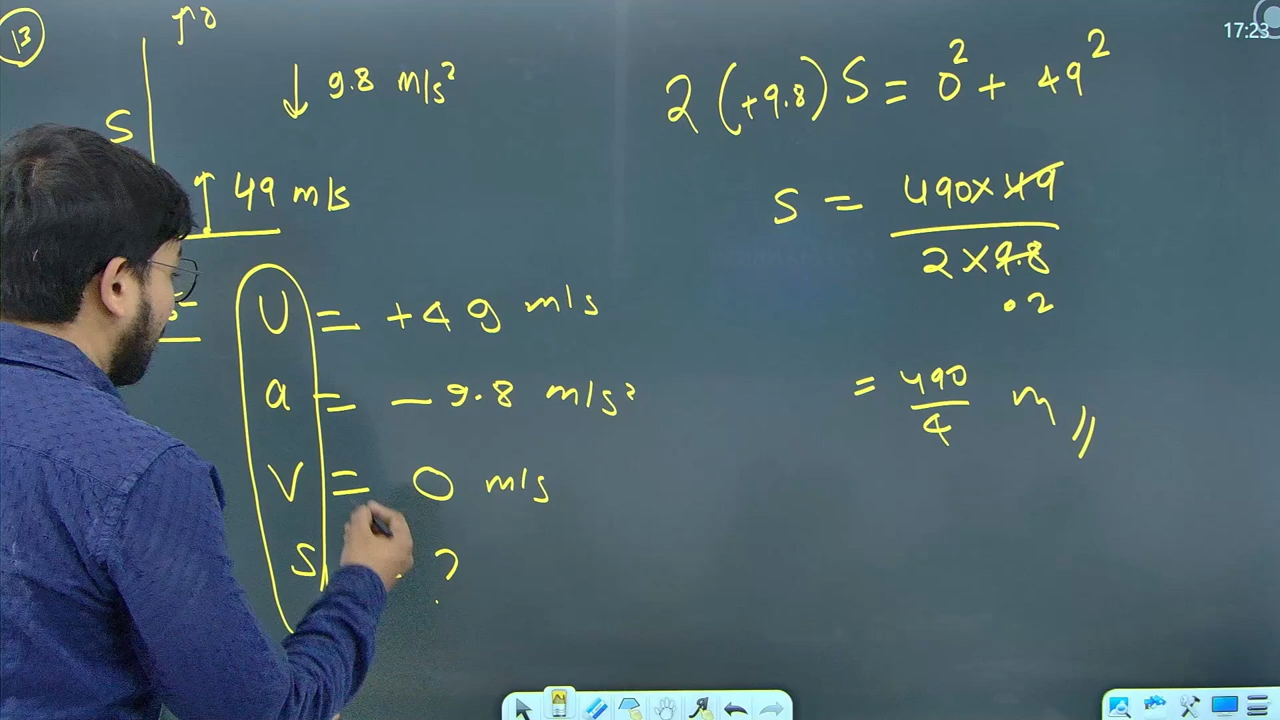 13
↑0
↓ 9.8 m/s²
S
↑ 49 m/s
U = +49 m/s
a = -9.8 m/s²
V = 0 m/s
S ?
2(+9.8)S = 0² + 49²
S = 490×49
2×9.8
.2
= 490/4 m //
17:23